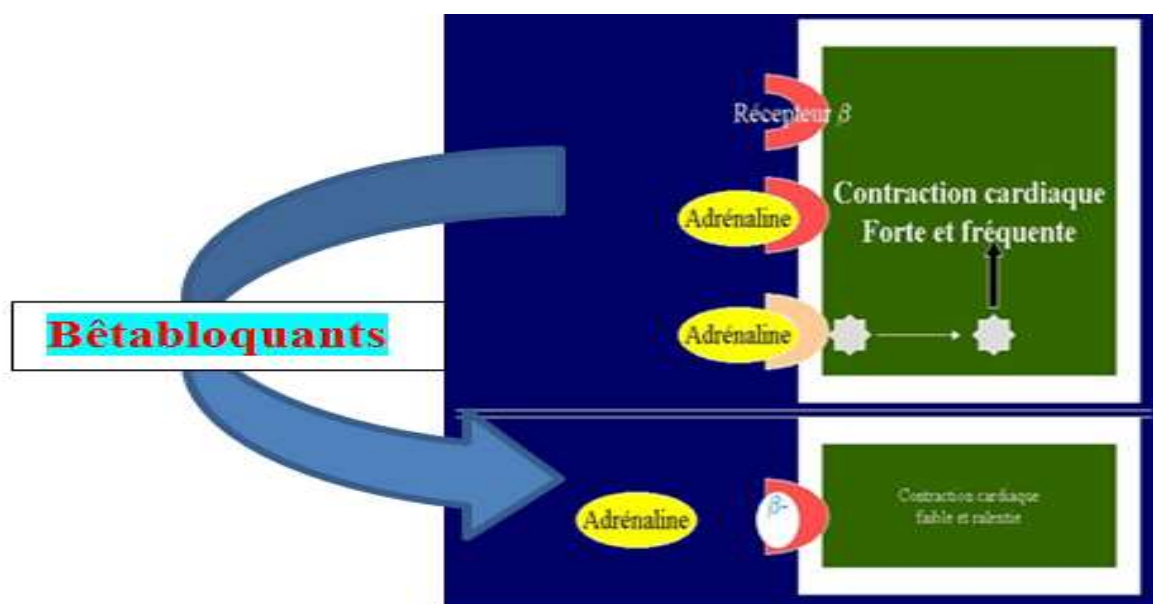 Récepteur β
Adrénaline
Contraction cardiaque
Forte et fréquente
Adrénaline
Bêtabloquants
Adrénaline
β-
Contraction cardiaque
faible et ralentie